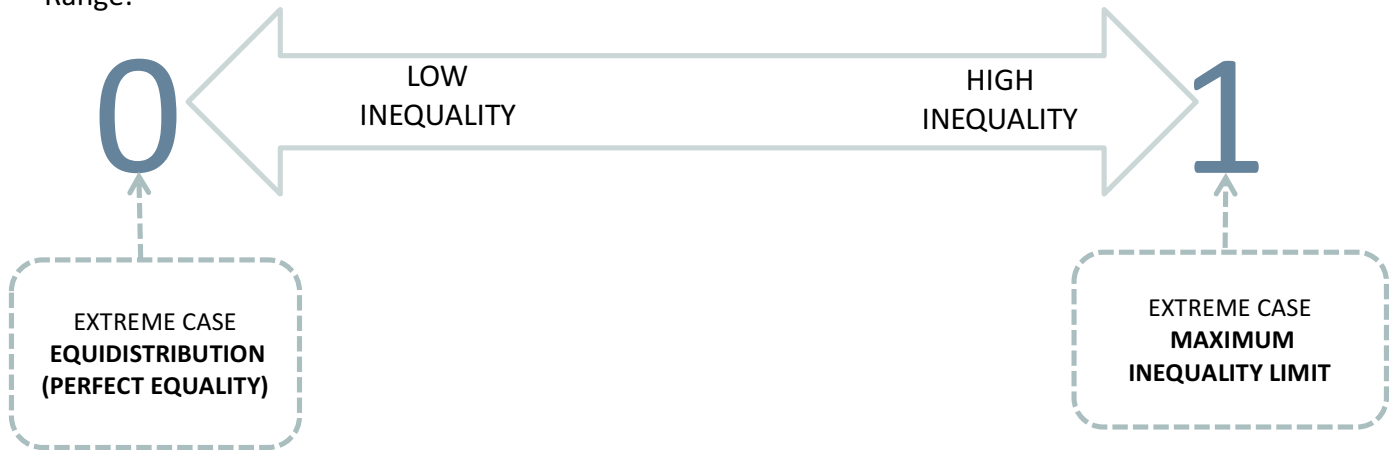 Range:
0
LOW
INEQUALITY
HIGH
INEQUALITY
1
EXTREME CASE
EQUIDISTRIBUTION
(PERFECT EQUALITY)
EXTREME CASE
MAXIMUM
INEQUALITY LIMIT